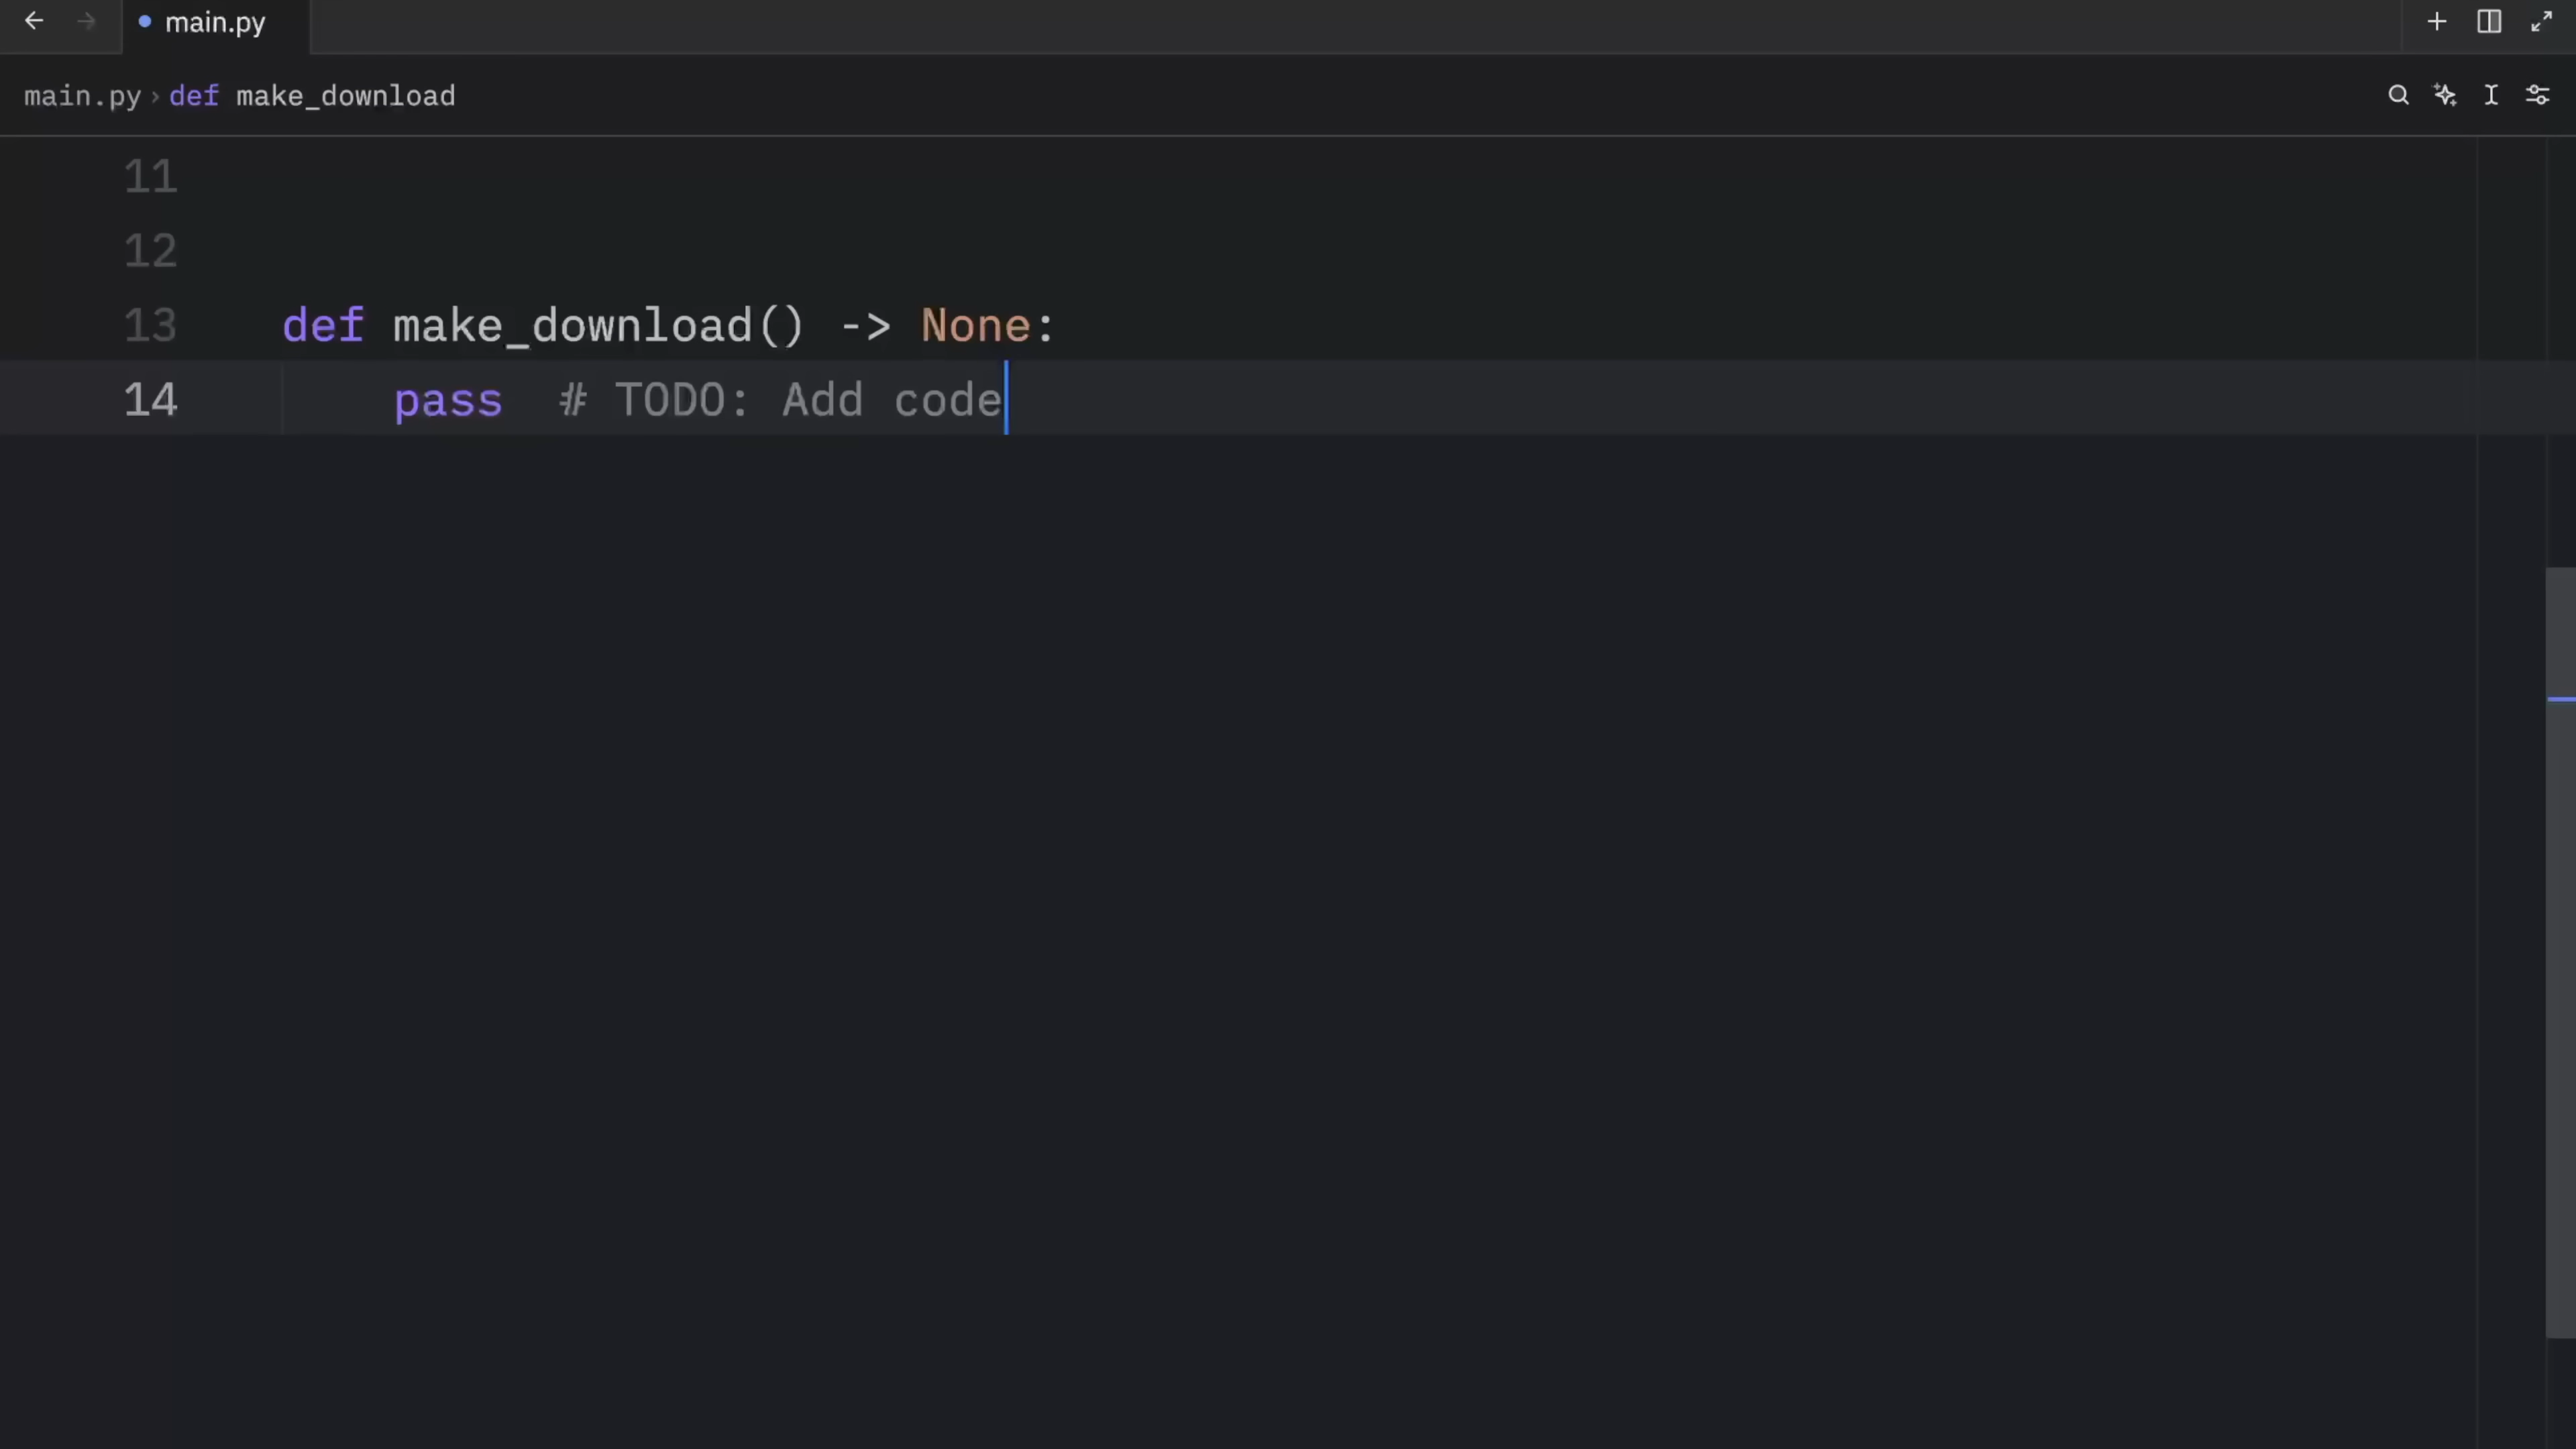 main.py
main.py › def make_download
11
12
13 def make_download() -> None:
14 pass  # TODO: Add code